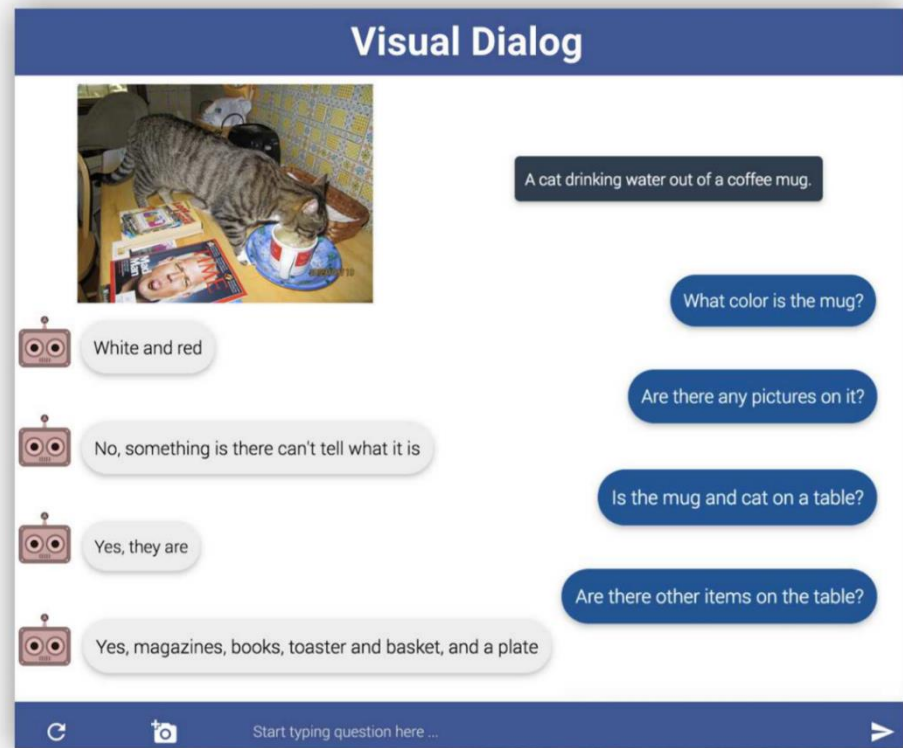 Visual Dialog
A cat drinking water out of a coffee mug.
Mad
Man
TIME
What color is the mug?
White and red
Are there any pictures on it?
No, something is there can't tell what it is
Is the mug and cat on a table?
Yes, they are
Are there other items on the table?
Yes, magazines, books, toaster and basket, and a plate
Start typing question here ...